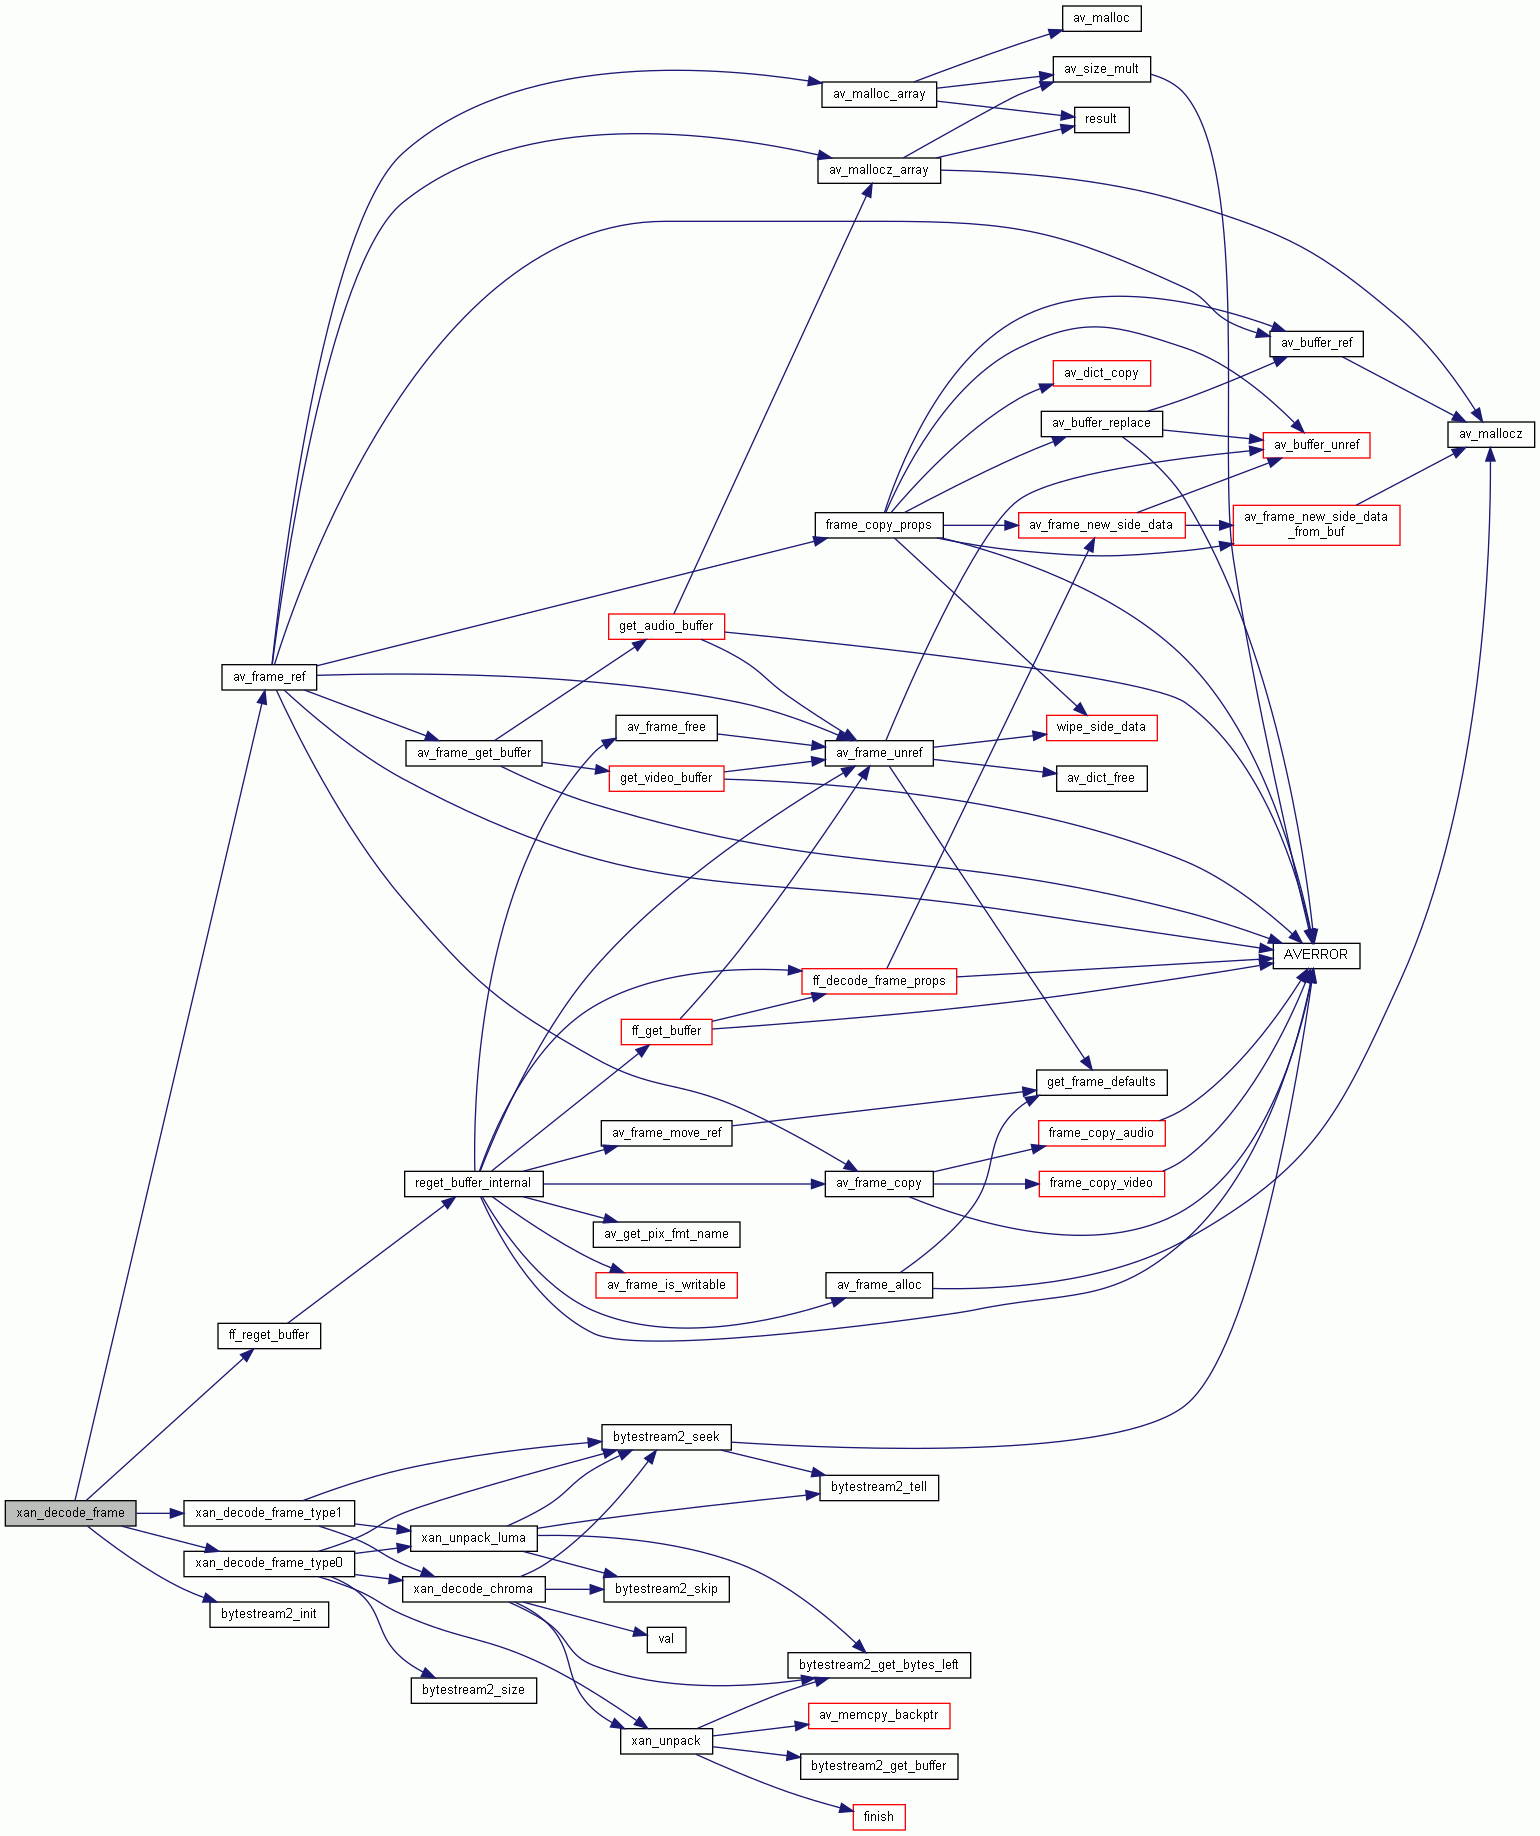 av_malloc
av_size_mult
av_malloc_array
result
av_mallocz_array
av_buffer_ref
av_dict_copy
av_buffer_replace
av_mallocz
av_buffer_unref
frame_copy_props
av_frame_new_side_data
av_frame_new_side_data
_from_buf
get_audio_buffer
av_frame_ref
av_frame_free
wipe_side_data
av_frame_get_buffer
av_frame_unref
get_video_buffer
av_dict_free
AVERROR
ff_decode_frame_props
ff_get_buffer
get_frame_defaults
av_frame_move_ref
frame_copy_audio
reget_buffer_internal
av_frame_copy
frame_copy_video
av_get_pix_fmt_name
av_frame_is_writable
av_frame_alloc
ff_reget_buffer
bytestream2_seek
bytestream2_tell
xan_decode_frame
xan_decode_frame_type1
xan_unpack_luma
xan_decode_frame_type0
xan_decode_chroma
bytestream2_skip
bytestream2_init
val
bytestream2_get_bytes_left
bytestream2_size
av_memcpy_backptr
xan_unpack
bytestream2_get_buffer
finish